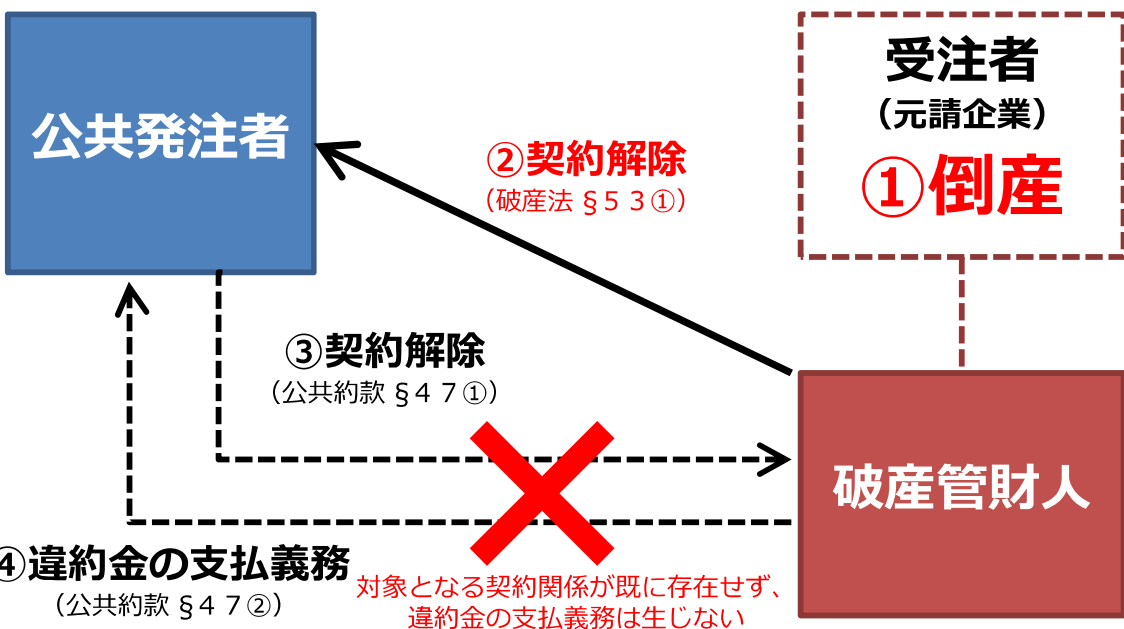 公共発注者
受注者
（元請企業）
①倒産
②契約解除
（破産法 §５３①）
③契約解除
（公共約款 §４７①）
破産管財人
④違約金の支払義務
（公共約款 §４７②）
対象となる契約関係が既に存在せず、
違約金の支払義務は生じない